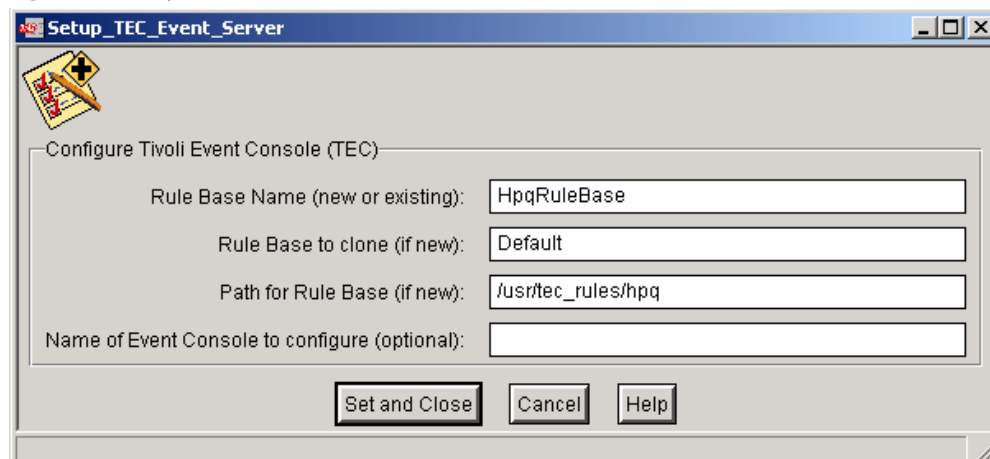 Setup_TEC_Event_Server
Configure Tivoli Event Console (TEC)
Rule Base Name (new or existing): HpqRuleBase
Rule Base to clone (if new): Default
Path for Rule Base (if new): /usr/tec_rules/hpq
Name of Event Console to configure (optional):
Set and Close Cancel Help